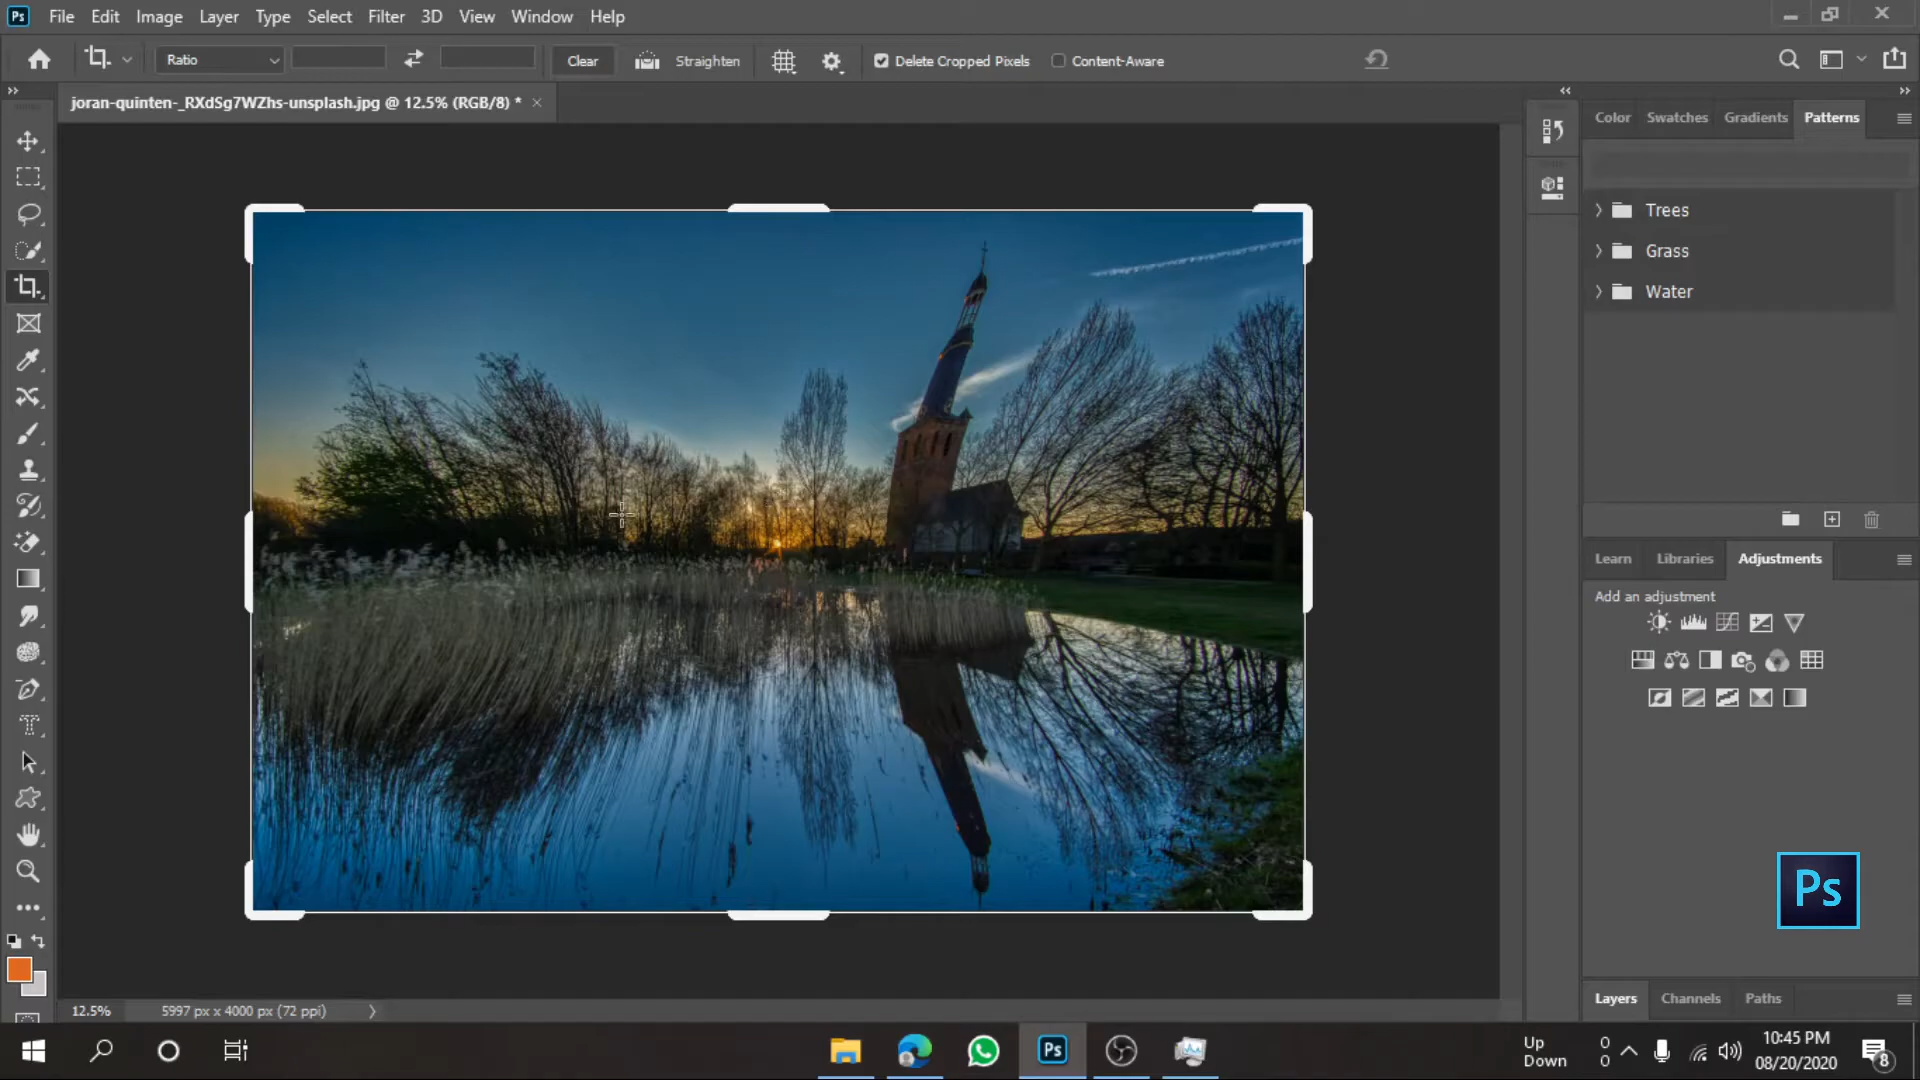 Ps File Edit Image Layer Type Select Filter 3D View Window Help
Ratio Clear Straighten Delete Cropped Pixels Content-Aware
joran-quinten-_RXdSg7WZhs-unsplash.jpg @ 12.5% (RGB/8) *
Color Swatches Gradients Patterns
Trees
Grass
Water
Learn Libraries Adjustments
Add an adjustment
Ps
Layers Channels Paths
12.5% 5997 px x 4000 px (72 ppi)
Ps
Up 0
Down 0
10:45 PM
08/20/2020
8